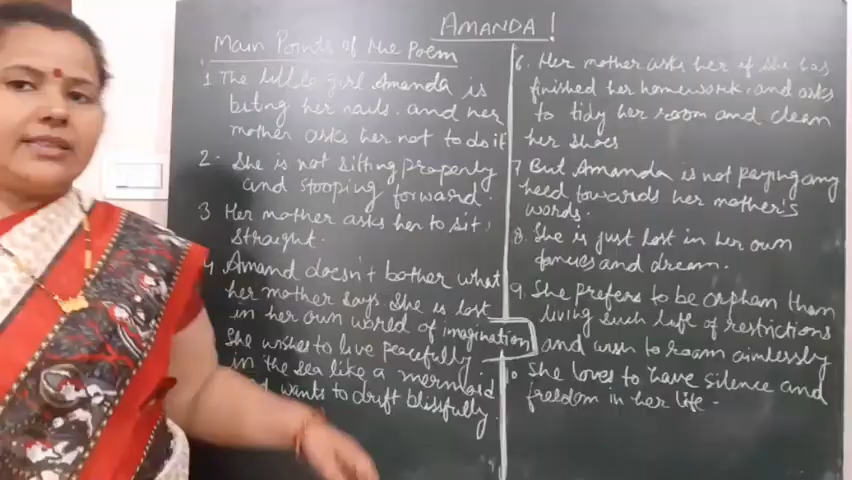 AMANDA!
Main Points of the Poem
1 The little girl Amanda is
biting her nails. and her
mother asks her not to do it
2. She is not sitting properly
and stooping forward.
3 Her mother asks her to sit
straight.
4. Amand doesn't bother what
her mother says. She is lost
in her own world of imagination
She wishes to live peacefully
in the sea like a mermaid
wants to drift blissfully.
6. Her mother asks her if she has
finished her homework. and asks
to tidy her room and clean
her shoes
7 But Amanda is not paying any
heed towards her mother's
words.
8. She is just lost in her own
fancies and dream.
9. She prefers to be orphan than
living such life of restrictions
and wish to roam aimlessly
10 She loves to have silence and
freedom in her life.